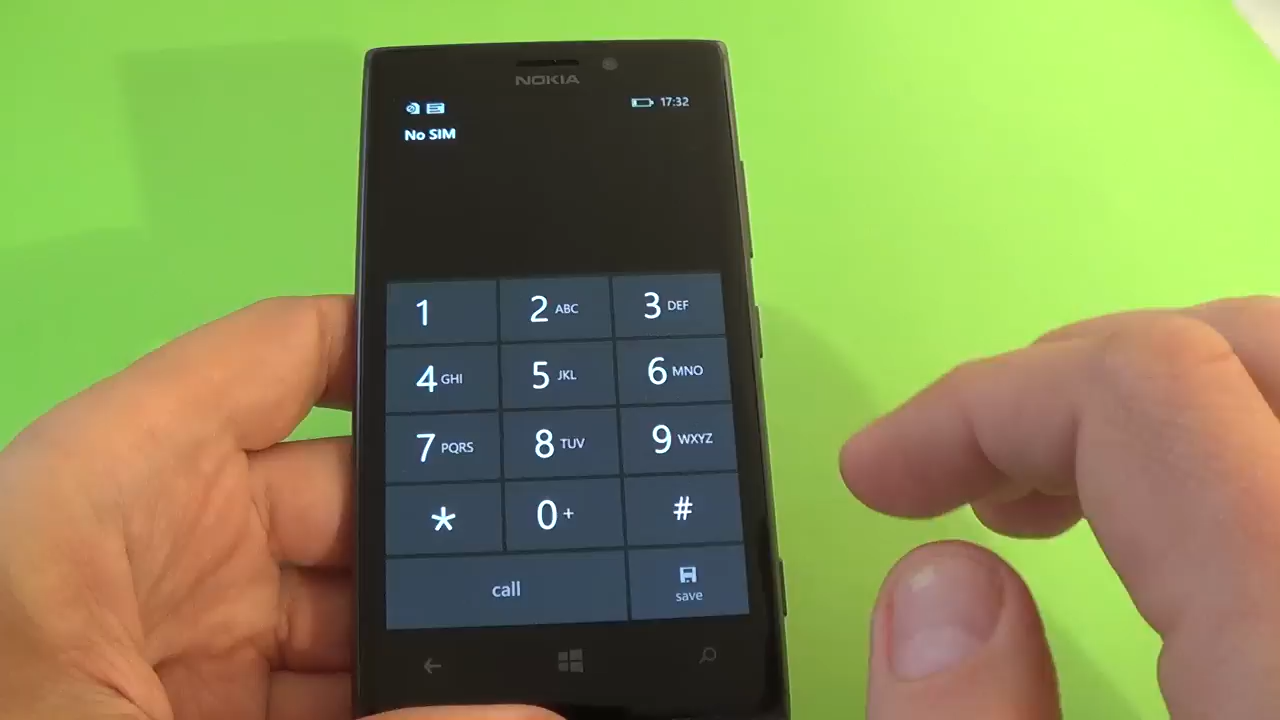 NOKIA
17:32
No SIM
1 2 ABC 3 DEF
4 GHI 5 JKL 6 MNO
7 PQRS 8 TUV 9 WXYZ
* 0 + #
call save